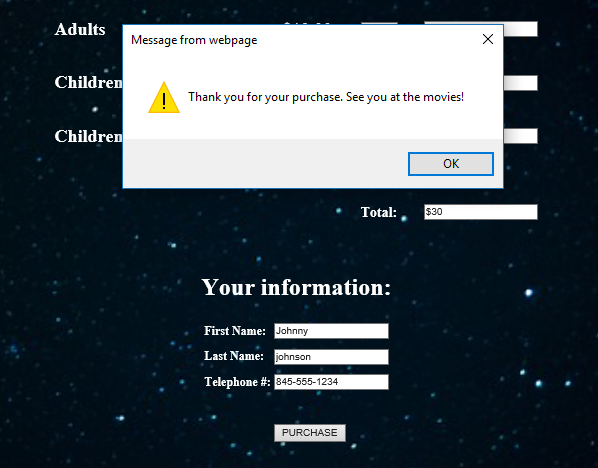 Message from webpage
Adults
Thank you for your purchase. See you at the movies!
Children
Children
OK
Total: $30
Your information:
First Name: Johnny
Last Name: johnson
Telephone #: 845-555-1234
PURCHASE